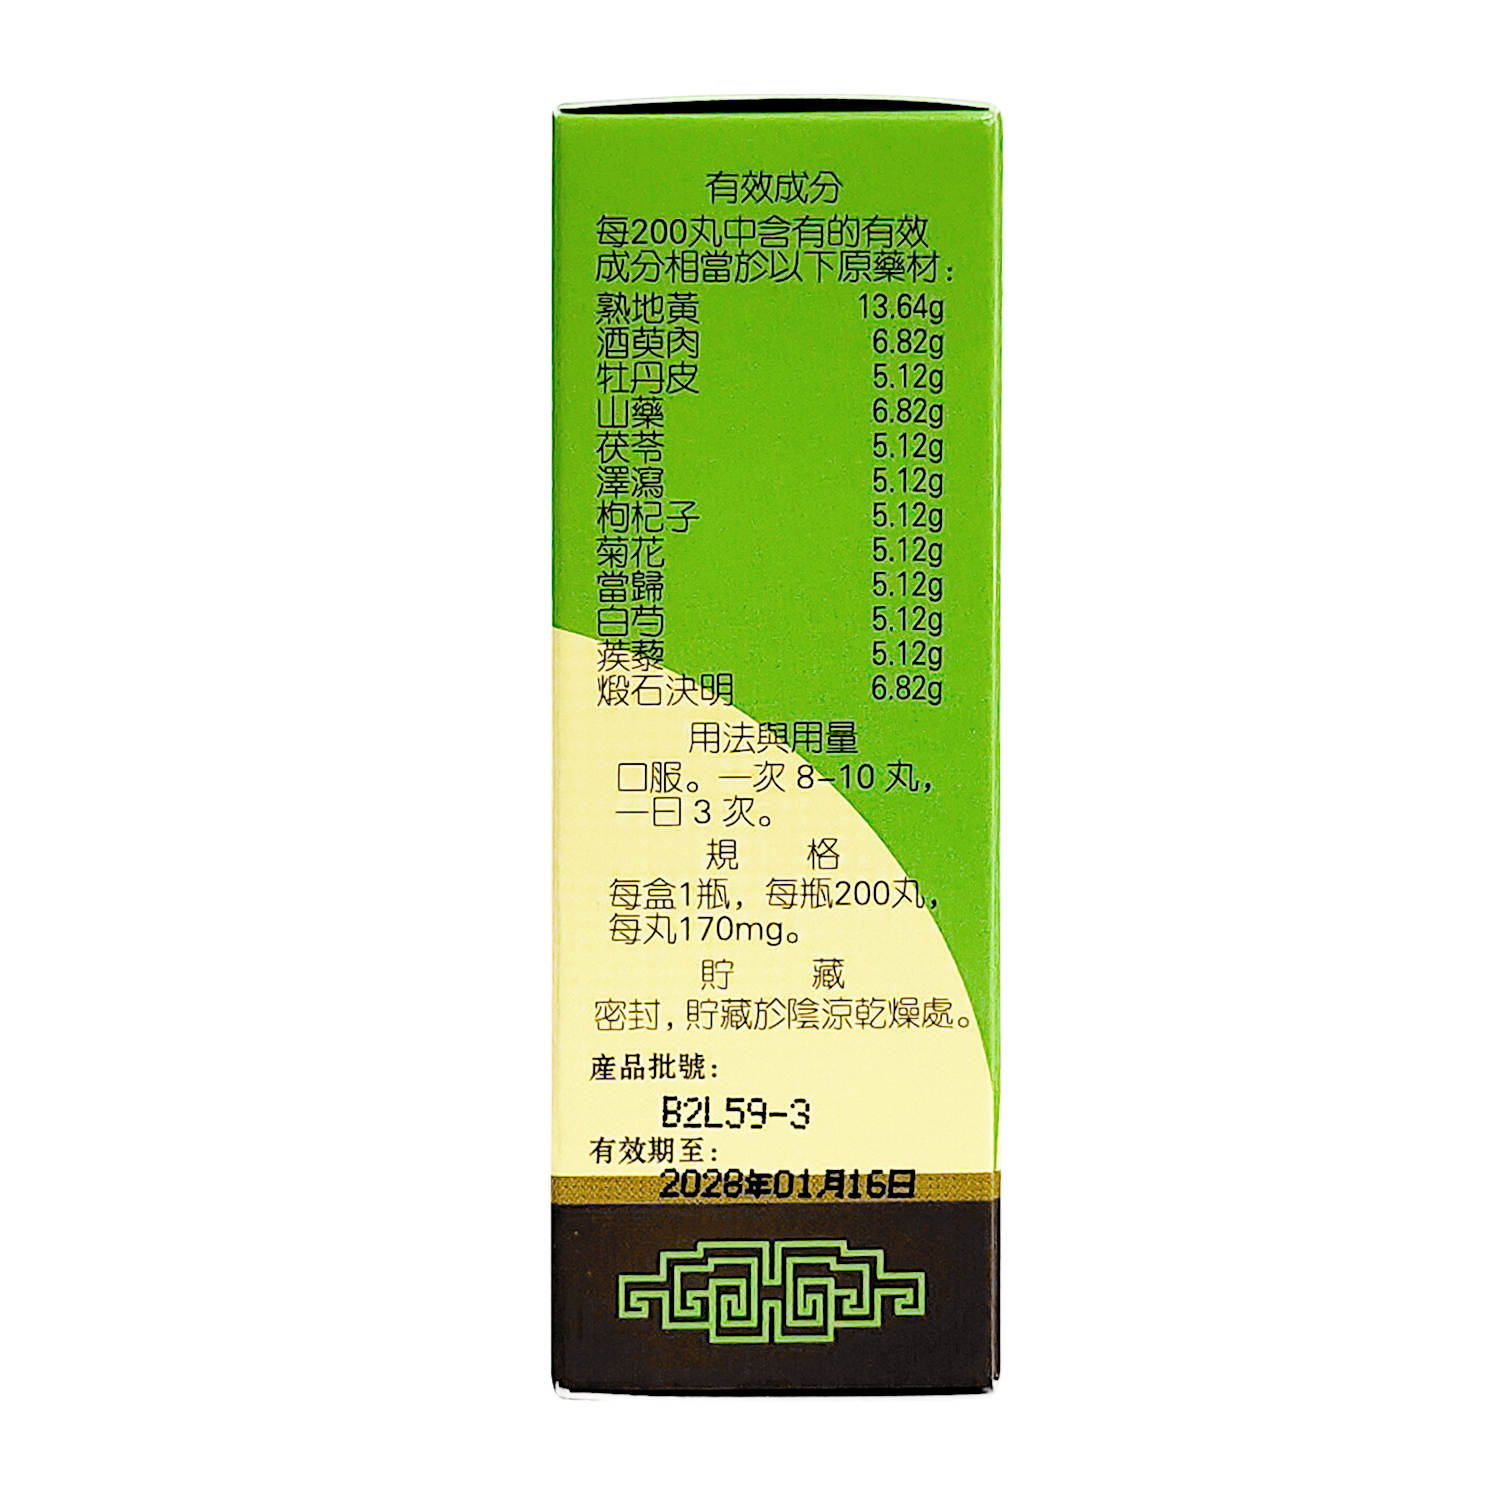 有效成分
每200丸中含有的有效
成分相當於以下原藥材：
熟地黃 13.64g
酒萸肉 6.82g
牡丹皮 5.12g
山藥 6.82g
茯苓 5.12g
澤瀉 5.12g
枸杞子 5.12g
菊花 5.12g
當歸 5.12g
白芍 5.12g
蒺藜 5.12g
煅石決明 6.82g
用法與用量
口服。一次 8-10 丸，
一日 3 次。
規 格
每盒1瓶，每瓶200丸，
每丸170mg。
貯 藏
密封，貯藏於陰涼乾燥處。
産品批號：
B2L59-3
有效期至：
2028年01月16日